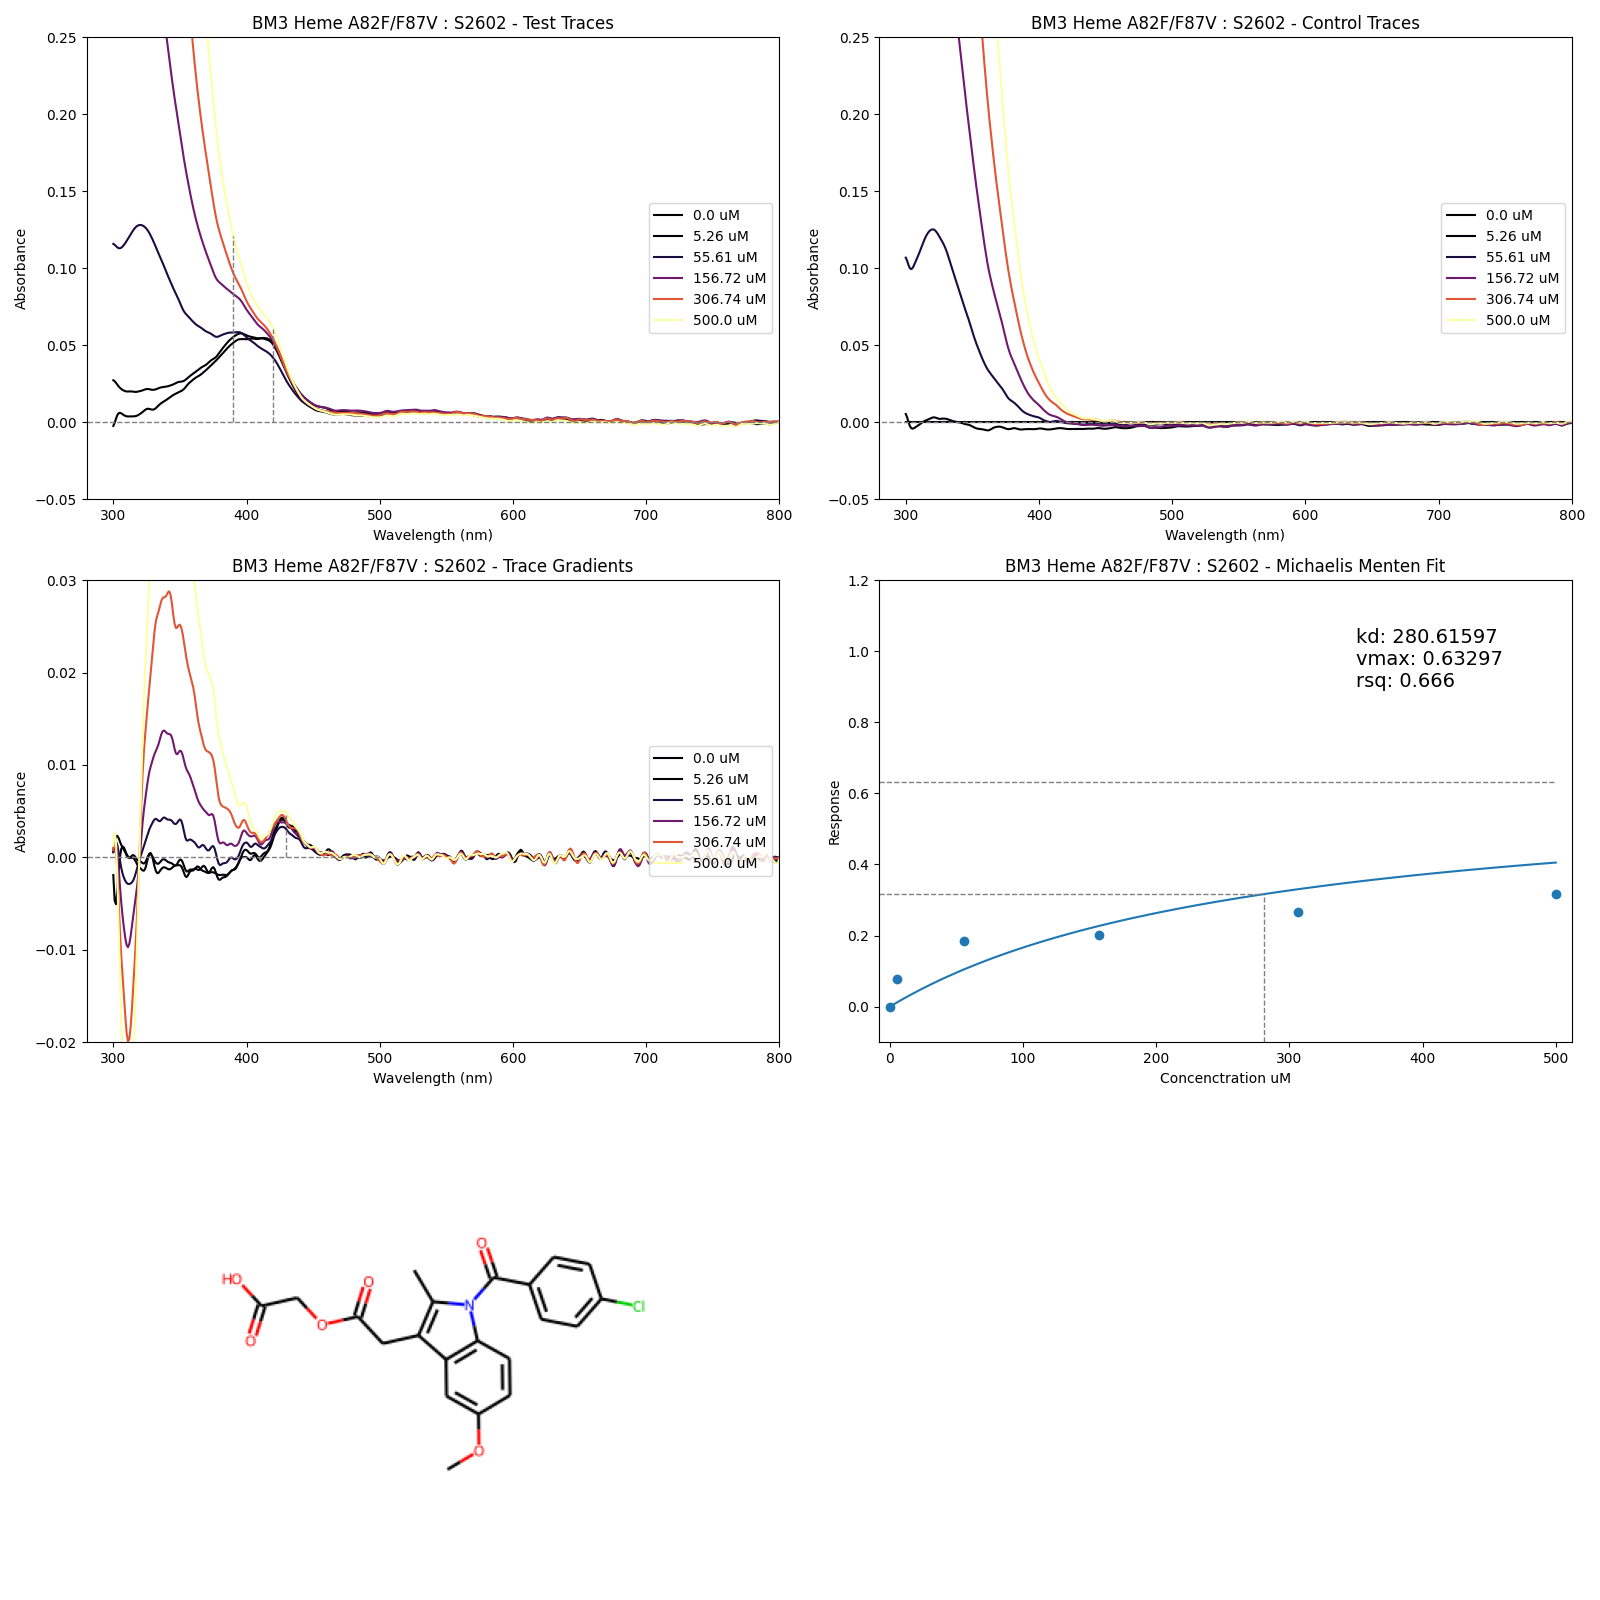 BM3 Heme A82F/F87V : S2602 - Test Traces
0.25
0.20
0.15
0.10
0.05
0.00
−0.05
Absorbance
300 400 500 600 700 800
Wavelength (nm)
0.0 uM
5.26 uM
55.61 uM
156.72 uM
306.74 uM
500.0 uM
BM3 Heme A82F/F87V : S2602 - Control Traces
0.25
0.20
0.15
0.10
0.05
0.00
−0.05
Absorbance
300 400 500 600 700 800
Wavelength (nm)
0.0 uM
5.26 uM
55.61 uM
156.72 uM
306.74 uM
500.0 uM
BM3 Heme A82F/F87V : S2602 - Trace Gradients
0.03
0.02
0.01
0.00
−0.01
−0.02
Absorbance
300 400 500 600 700 800
Wavelength (nm)
0.0 uM
5.26 uM
55.61 uM
156.72 uM
306.74 uM
500.0 uM
BM3 Heme A82F/F87V : S2602 - Michaelis Menten Fit
1.2
1.0
0.8
0.6
0.4
0.2
0.0
Response
kd: 280.61597
vmax: 0.63297
rsq: 0.666
0 100 200 300 400 500
Concenctration uM
O
HO
O
N
Cl
O
O
O